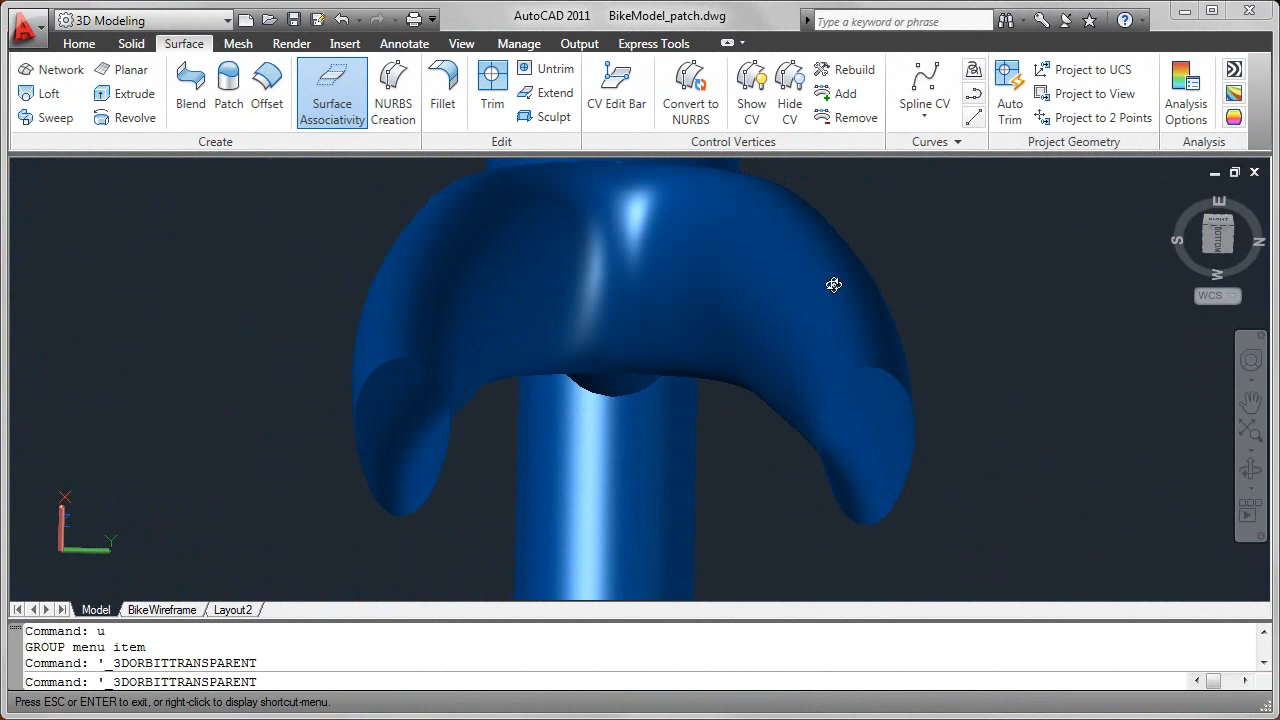 3D Modeling
AutoCAD 2011 BikeModel_patch.dwg
Type a keyword or phrase
Home Solid Surface Mesh Render Insert Annotate View Manage Output Express Tools
Network Planar
Loft Extrude
Sweep Revolve
Blend Patch Offset
Surface
Associativity
NURBS
Creation
Fillet
Trim
Untrim
Extend
Sculpt
CV Edit Bar
Convert to
NURBS
Show
CV
Hide
CV
Rebuild
Add
Remove
Spline CV
Auto
Trim
Project to UCS
Project to View
Project to 2 Points
Analysis
Options
Create Edit Control Vertices Curves Project Geometry Analysis
E
S
N
W
RIGHT
BOTTOM
WCS
X
Z
Y
Model BikeWireframe Layout2
Command: u
GROUP menu item
Command: '_3DORBITTRANSPARENT
Command: '_3DORBITTRANSPARENT
Press ESC or ENTER to exit, or right-click to display shortcut-menu.